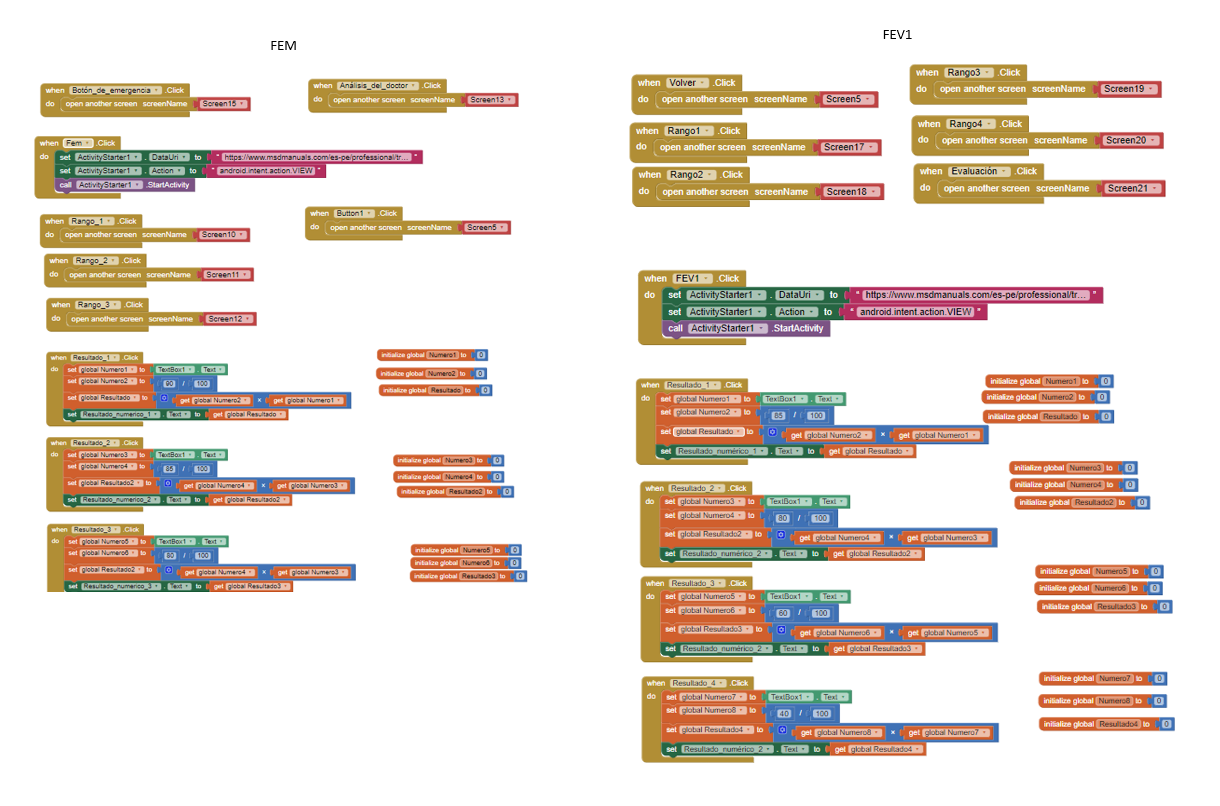 FEM
when Botón_de_emergencia .Click
do open another screen screenName Screen15
when Análisis_del_doctor .Click
do open another screen screenName Screen13
when Fem .Click
do set ActivityStarter1 . DataUri to " https://www.msdmanuals.com/es-pe/professional/tr... "
set ActivityStarter1 . Action to " android.intent.action.VIEW "
call ActivityStarter1 .StartActivity
when Rango_1 .Click
do open another screen screenName Screen10
when Button1 .Click
do open another screen screenName Screen5
when Rango_2 .Click
do open another screen screenName Screen11
when Rango_3 .Click
do open another screen screenName Screen12
when Resultado_1 .Click
do set global Numero1 to TextBox1 . Text
set global Numero2 to 90 / 100
set global Resultado to get global Numero2 × get global Numero1
set Resultado_numerico_1 . Text to get global Resultado
initialize global Numero1 to 0
initialize global Numero2 to 0
initialize global Resultado to 0
when Resultado_2 .Click
do set global Numero3 to TextBox1 . Text
set global Numero4 to 85 / 100
set global Resultado2 to get global Numero4 × get global Numero3
set Resultado_numerico_2 . Text to get global Resultado2
initialize global Numero3 to 0
initialize global Numero4 to 0
initialize global Resultado2 to 0
when Resultado_3 .Click
do set global Numero5 to TextBox1 . Text
set global Numero6 to 80 / 100
set global Resultado2 to get global Numero4 × get global Numero3
set Resultado_numerico_3 . Text to get global Resultado3
initialize global Numero5 to 0
initialize global Numero6 to 0
initialize global Resultado3 to 0
FEV1
when Volver .Click
do open another screen screenName Screen5
when Rango3 .Click
do open another screen screenName Screen19
when Rango1 .Click
do open another screen screenName Screen17
when Rango4 .Click
do open another screen screenName Screen20
when Rango2 .Click
do open another screen screenName Screen18
when Evaluación .Click
do open another screen screenName Screen21
when FEV1 .Click
do set ActivityStarter1 . DataUri to " https://www.msdmanuals.com/es-pe/professional/tr... "
set ActivityStarter1 . Action to " android.intent.action.VIEW "
call ActivityStarter1 .StartActivity
when Resultado_1 .Click
do set global Numero1 to TextBox1 . Text
set global Numero2 to 85 / 100
set global Resultado to get global Numero2 × get global Numero1
set Resultado_numérico_1 . Text to get global Resultado
initialize global Numero1 to 0
initialize global Numero2 to 0
initialize global Resultado to 0
when Resultado_2 .Click
do set global Numero3 to TextBox1 . Text
set global Numero4 to 80 / 100
set global Resultado2 to get global Numero4 × get global Numero3
set Resultado_numérico_2 . Text to get global Resultado2
initialize global Numero3 to 0
initialize global Numero4 to 0
initialize global Resultado2 to 0
when Resultado_3 .Click
do set global Numero5 to TextBox1 . Text
set global Numero6 to 60 / 100
set global Resultado3 to get global Numero6 × get global Numero5
set Resultado_numérico_2 . Text to get global Resultado3
initialize global Numero5 to 0
initialize global Numero6 to 0
initialize global Resultado3 to 0
when Resultado_4 .Click
do set global Numero7 to TextBox1 . Text
set global Numero8 to 40 / 100
set global Resultado4 to get global Numero8 × get global Numero7
set Resultado_numérico_2 . Text to get global Resultado4
initialize global Numero7 to 0
initialize global Numero8 to 0
initialize global Resultado4 to 0